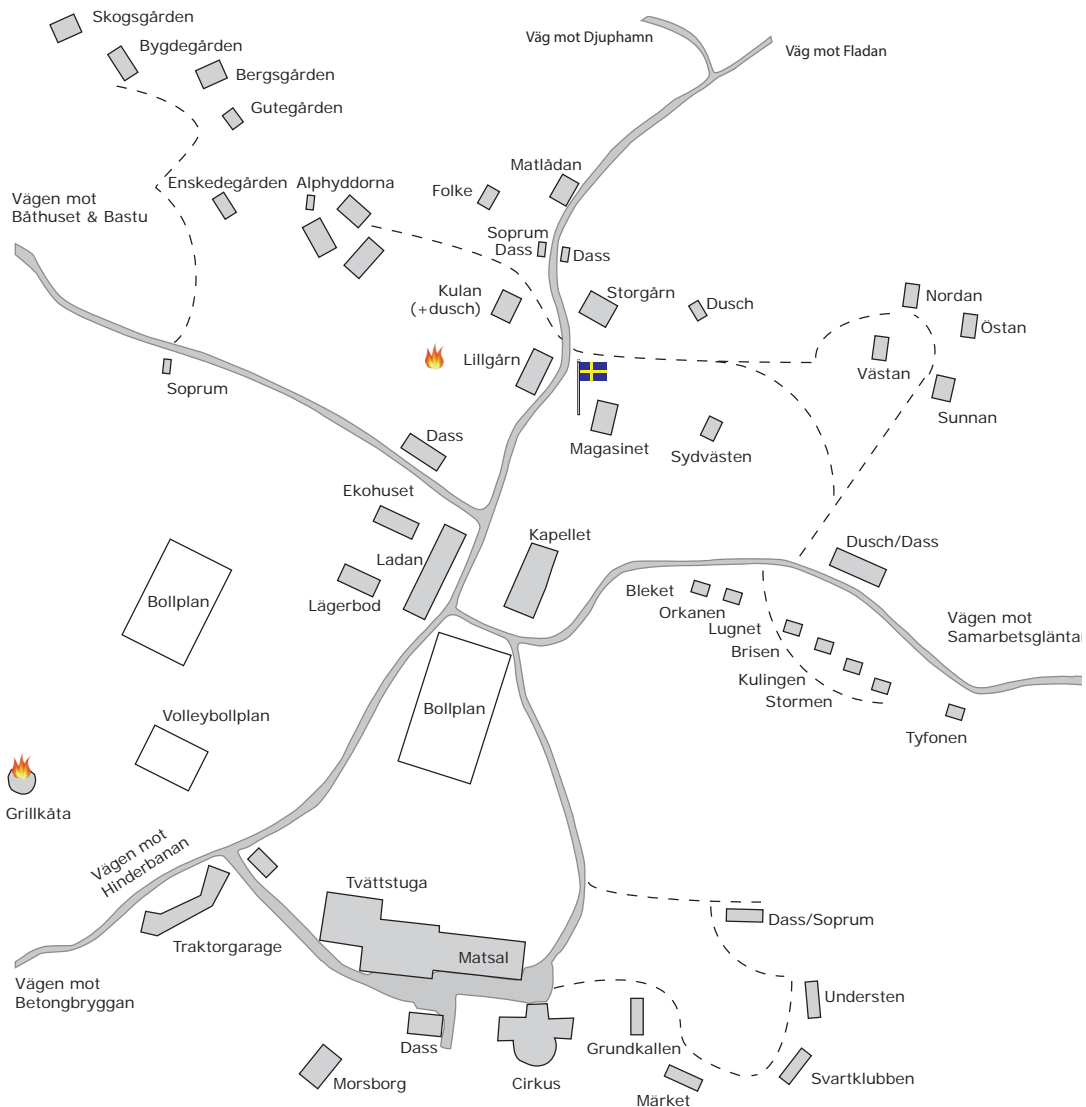 Skogsgården
Bygdegården
Bergsgården
Gutegården
Väg mot Djuphamn
Väg mot Fladan
Enskedegården
Alphyddorna
Folke
Matlådan
Vägen mot
Båthuset & Bastu
Soprum
Dass
Dass
Kulan
(+dusch)
Storgårn
Dusch
Nordan
Östan
Lillgårn
Västan
Soprum
Sunnan
Dass
Magasinet
Sydvästen
Ekohuset
Kapellet
Dusch/Dass
Ladan
Lägerbod
Bollplan
Bleket
Orkanen
Lugnet
Brisen
Kulingen
Stormen
Tyfonen
Vägen mot
Samarbetsgläntar
Bollplan
Volleybollplan
Grillkåta
Vägen mot
Hinderbanan
Tvättstuga
Matsal
Traktorgarage
Dass/Soprum
Vägen mot
Betongbryggan
Understen
Dass
Grundkallen
Morsborg
Cirkus
Märket
Svartklubben